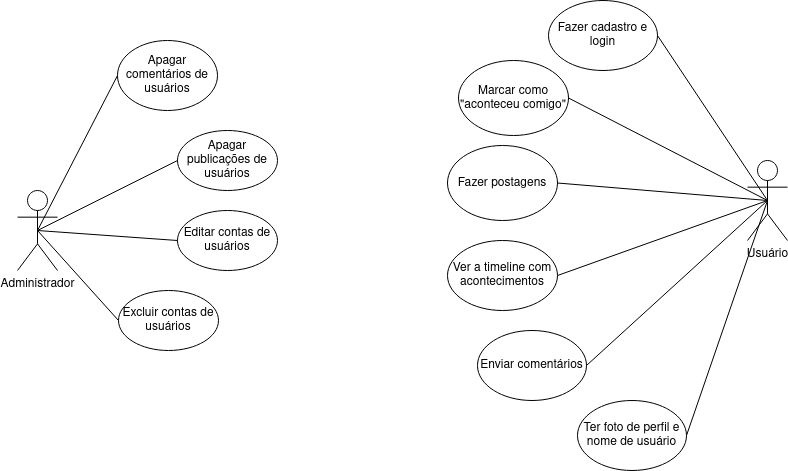 Apagar
comentários de
usuários
Apagar
publicações de
usuários
Editar contas de
usuários
Administrador
Excluir contas de
usuários
Fazer cadastro e
login
Marcar como
"aconteceu comigo"
Fazer postagens
Usuário
Ver a timeline com
acontecimentos
Enviar comentários
Ter foto de perfil e
nome de usuário